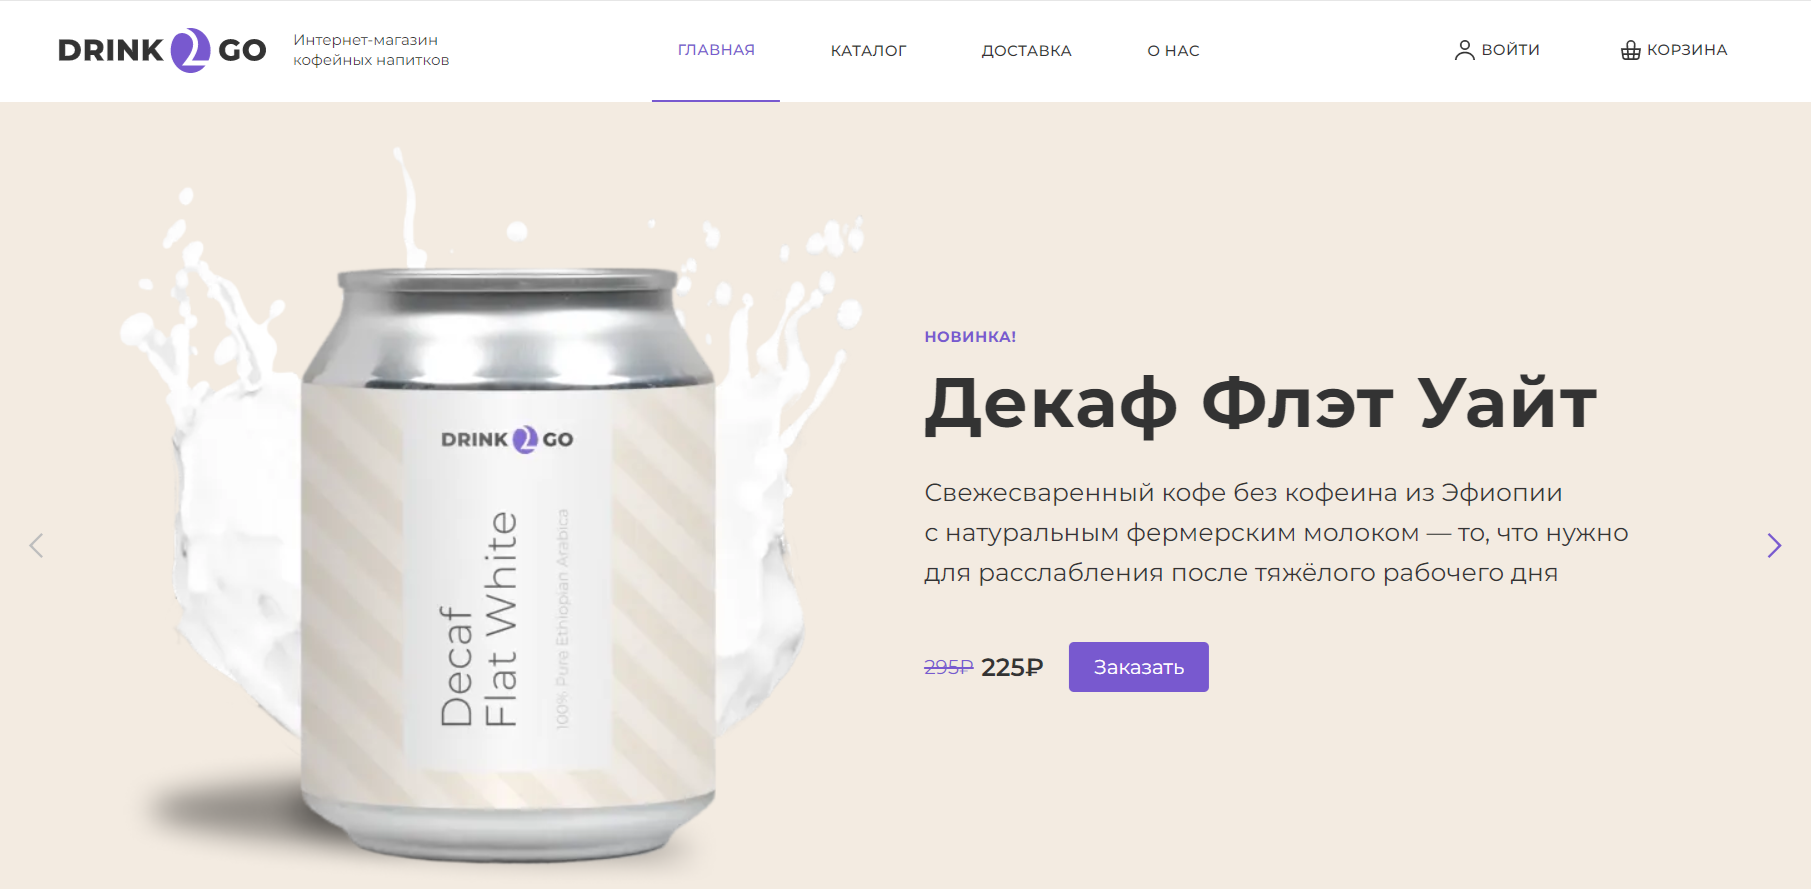 DRINK 2 GO
Интернет-магазин
кофейных напитков
ГЛАВНАЯ
КАТАЛОГ
ДОСТАВКА
О НАС
ВОЙТИ
КОРЗИНА
DRINK 2 GO
Decaf
Flat White
100% Pure Ethiopian Arabica
НОВИНКА!
Декаф Флэт Уайт
Свежесваренный кофе без кофеина из Эфиопии
с натуральным фермерским молоком — то, что нужно
для расслабления после тяжёлого рабочего дня
295₽ 225₽
Заказать